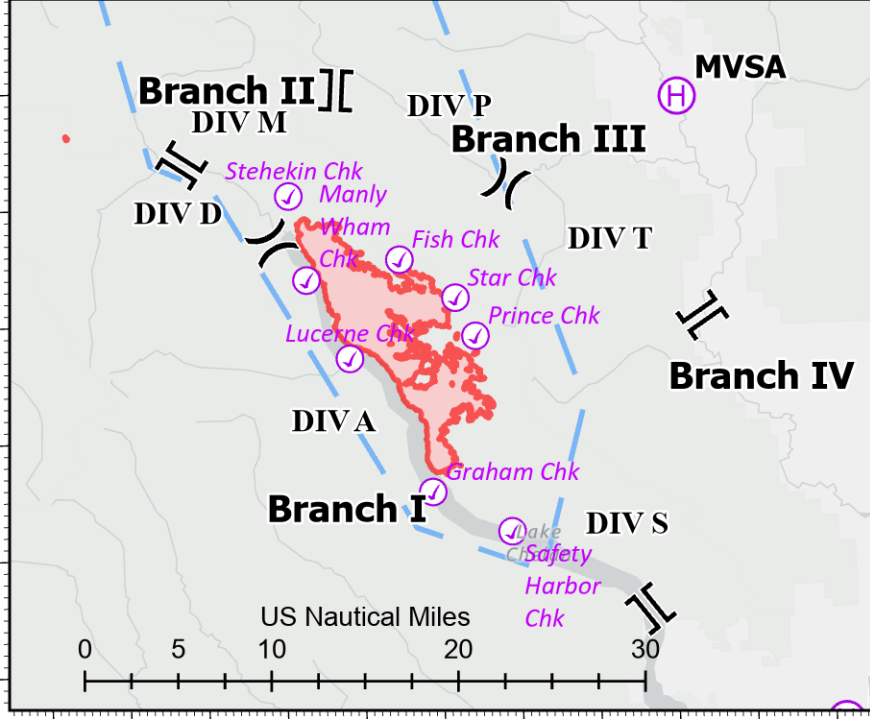 MVSA
H
Branch II
DIV M
DIV P
Branch III
Stehekin Chk
Manly
Wham
Chk
DIV D
Fish Chk
DIV T
Star Chk
Prince Chk
Lucerne Chk
Branch IV
DIV A
Graham Chk
Branch I
DIV S
Lake
Safety
Harbor
Chk
US Nautical Miles
0 5 10 20 30